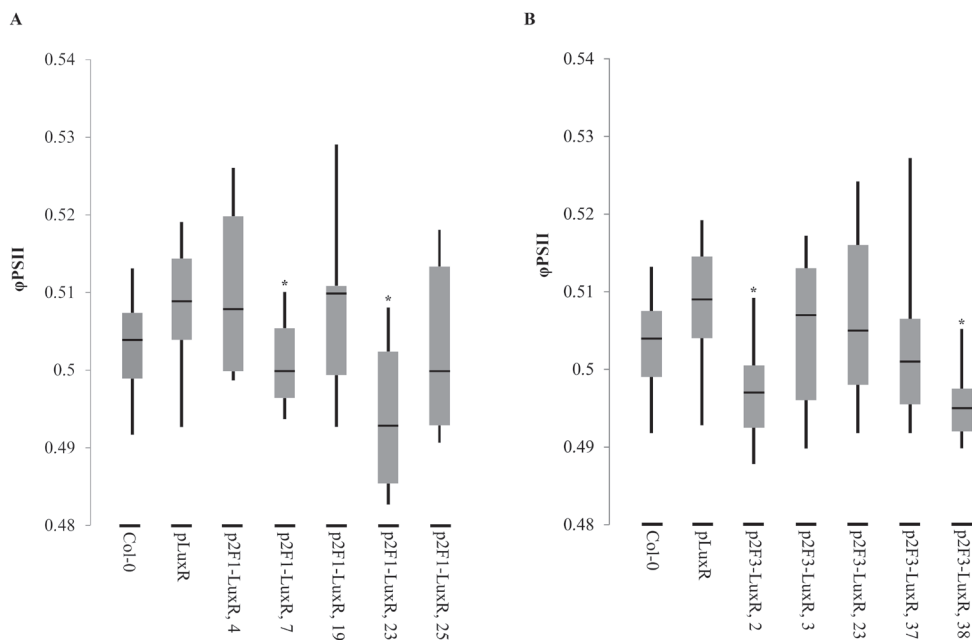 A
0.54
0.53
0.52
0.51
0.5
0.49
0.48
φPSII
*
*
Col-0
pLuxR
p2F1-LuxR, 4
p2F1-LuxR, 7
p2F1-LuxR, 19
p2F1-LuxR, 23
p2F1-LuxR, 25
B
0.54
0.53
0.52
0.51
0.5
0.49
0.48
φPSII
*
*
Col-0
pLuxR
p2F3-LuxR, 2
p2F3-LuxR, 3
p2F3-LuxR, 23
p2F3-LuxR, 37
p2F3-LuxR, 38